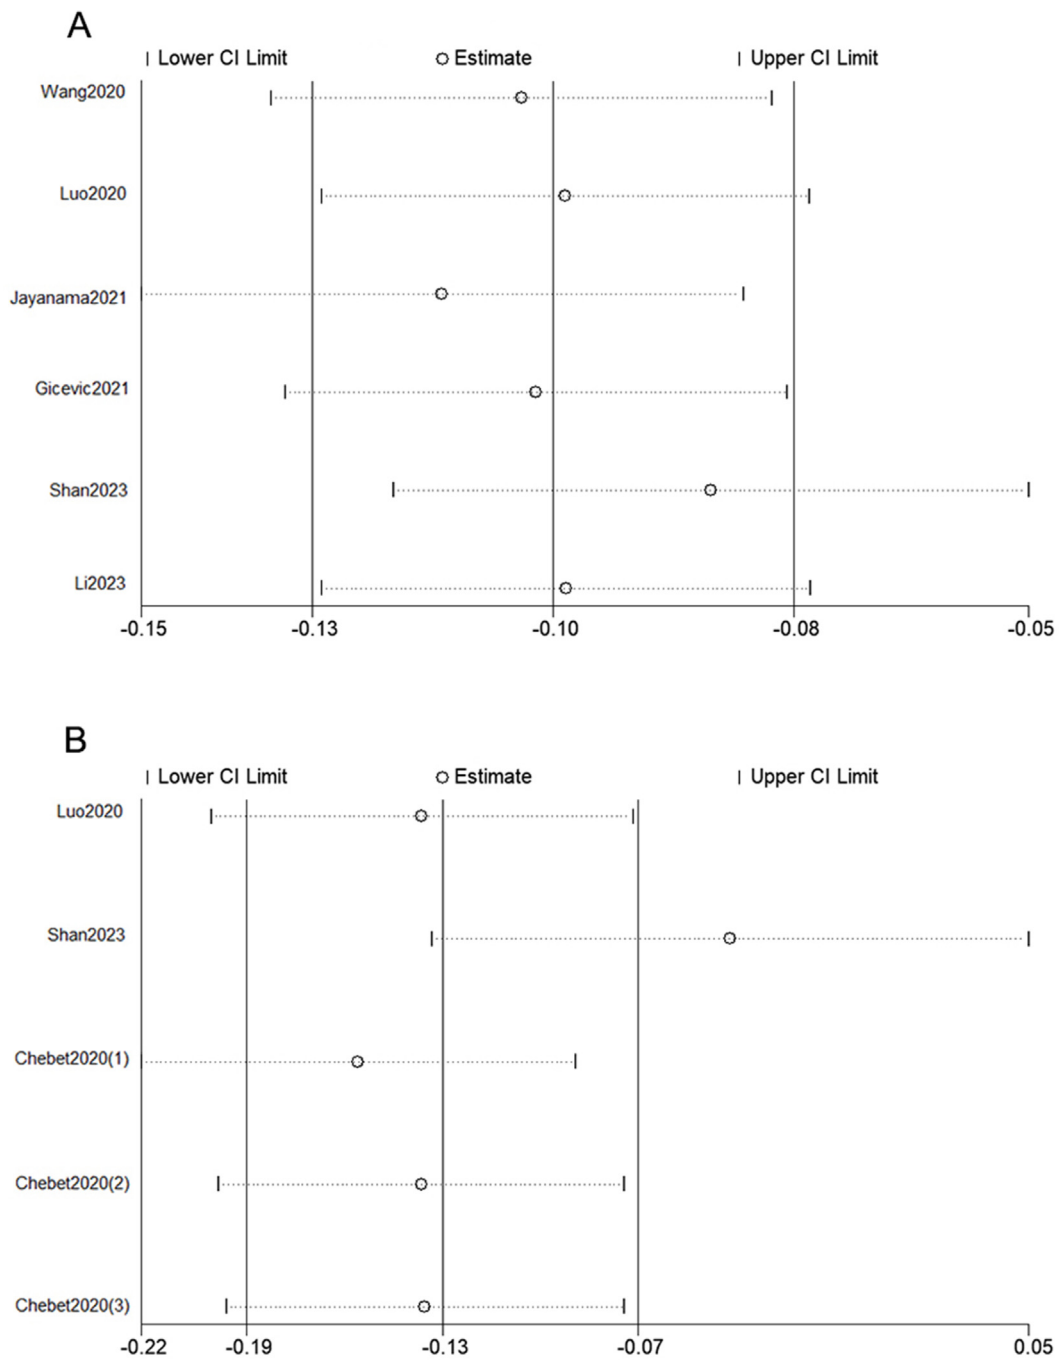 A
| Lower CI Limit ○ Estimate | Upper CI Limit
Wang2020
Luo2020
Jayanama2021
Gicevic2021
Shan2023
Li2023
-0.15 -0.13 -0.10 -0.08 -0.05
B
| Lower CI Limit ○ Estimate | Upper CI Limit
Luo2020
Shan2023
Chebet2020(1)
Chebet2020(2)
Chebet2020(3)
-0.22 -0.19 -0.13 -0.07 0.05